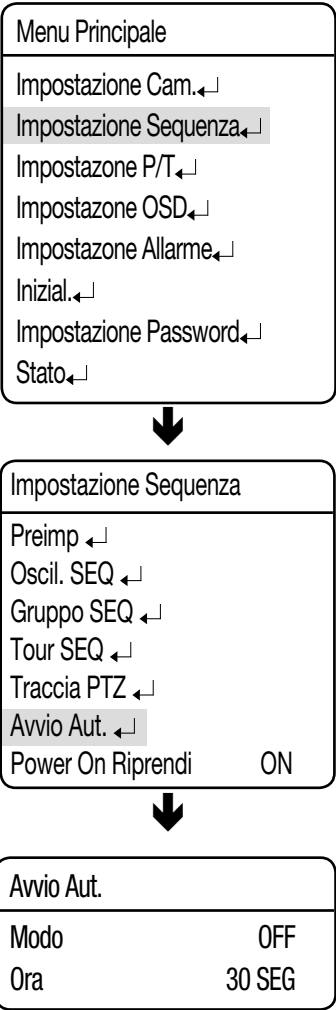 Menu Principale
Impostazione Cam.↵
Impostazione Sequenza↵
Impostazone P/T↵
Impostazone OSD↵
Impostazone Allarme↵
Inizial.↵
Impostazione Password↵
Stato↵
Impostazione Sequenza
Preimp ↵
Oscil. SEQ ↵
Gruppo SEQ ↵
Tour SEQ ↵
Traccia PTZ ↵
Avvio Aut. ↵
Power On Riprendi ON
Avvio Aut.
Modo OFF
Ora 30 SEG